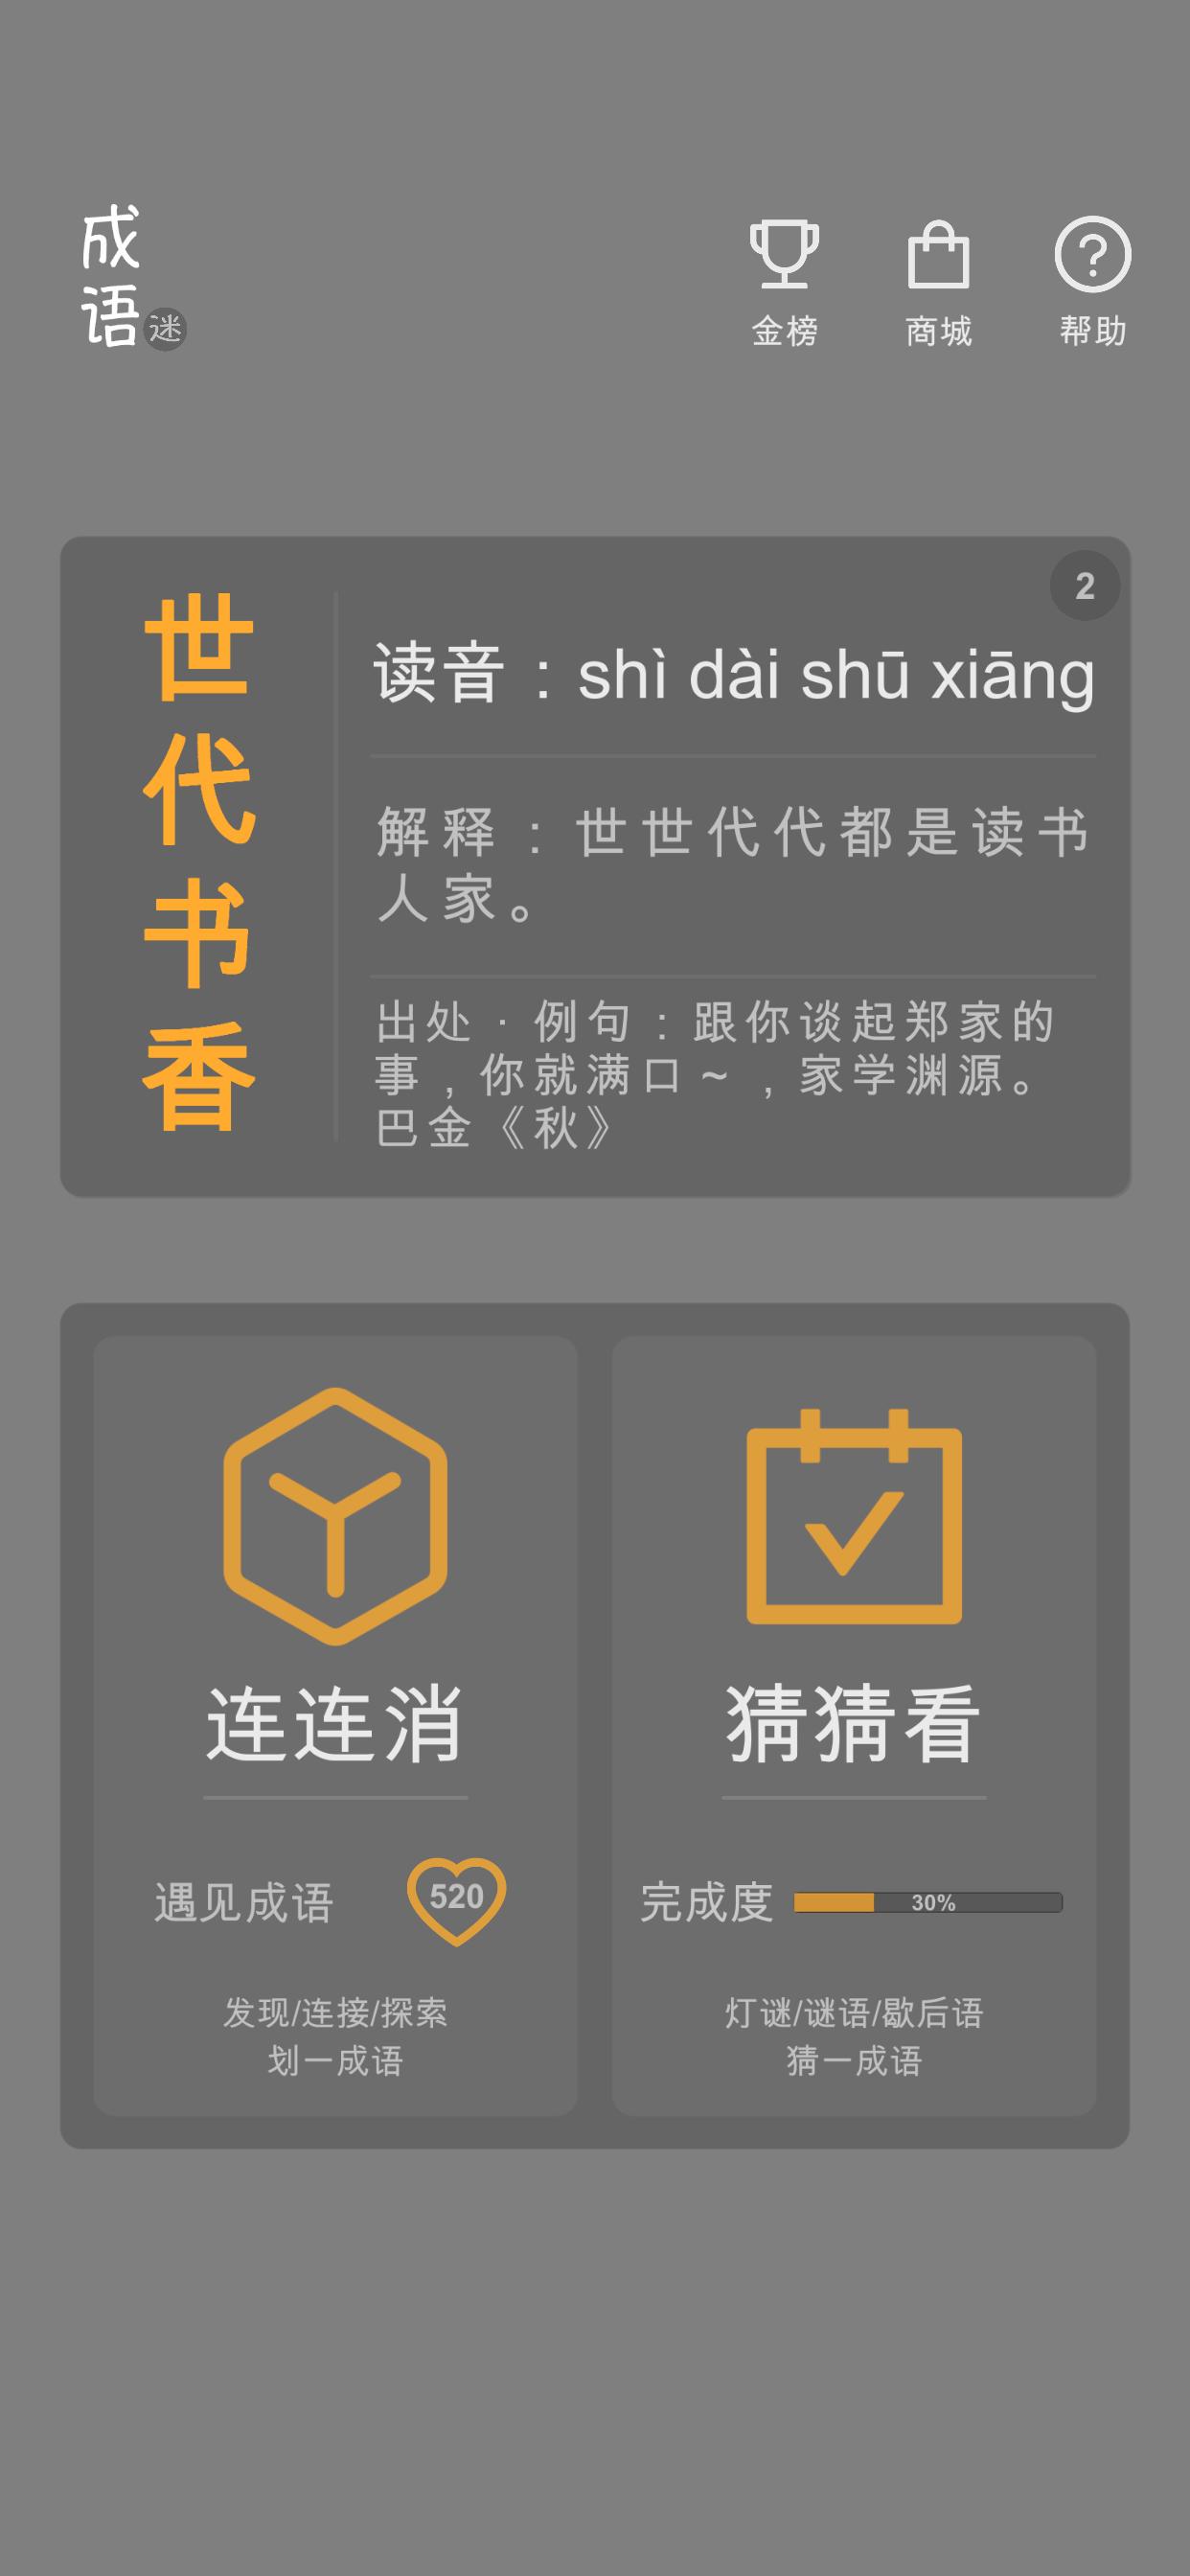 成语迷
金榜
商城
帮助
2
世代书香
读音：shì dài shū xiāng
解释：世世代代都是读书
人家。
出处·例句：跟你谈起郑家的
事，你就满口~，家学渊源。
巴金《秋》
连连消
猜猜看
遇见成语
520
完成度
30%
发现/连接/探索
划一成语
灯谜/谜语/歇后语
猜一成语